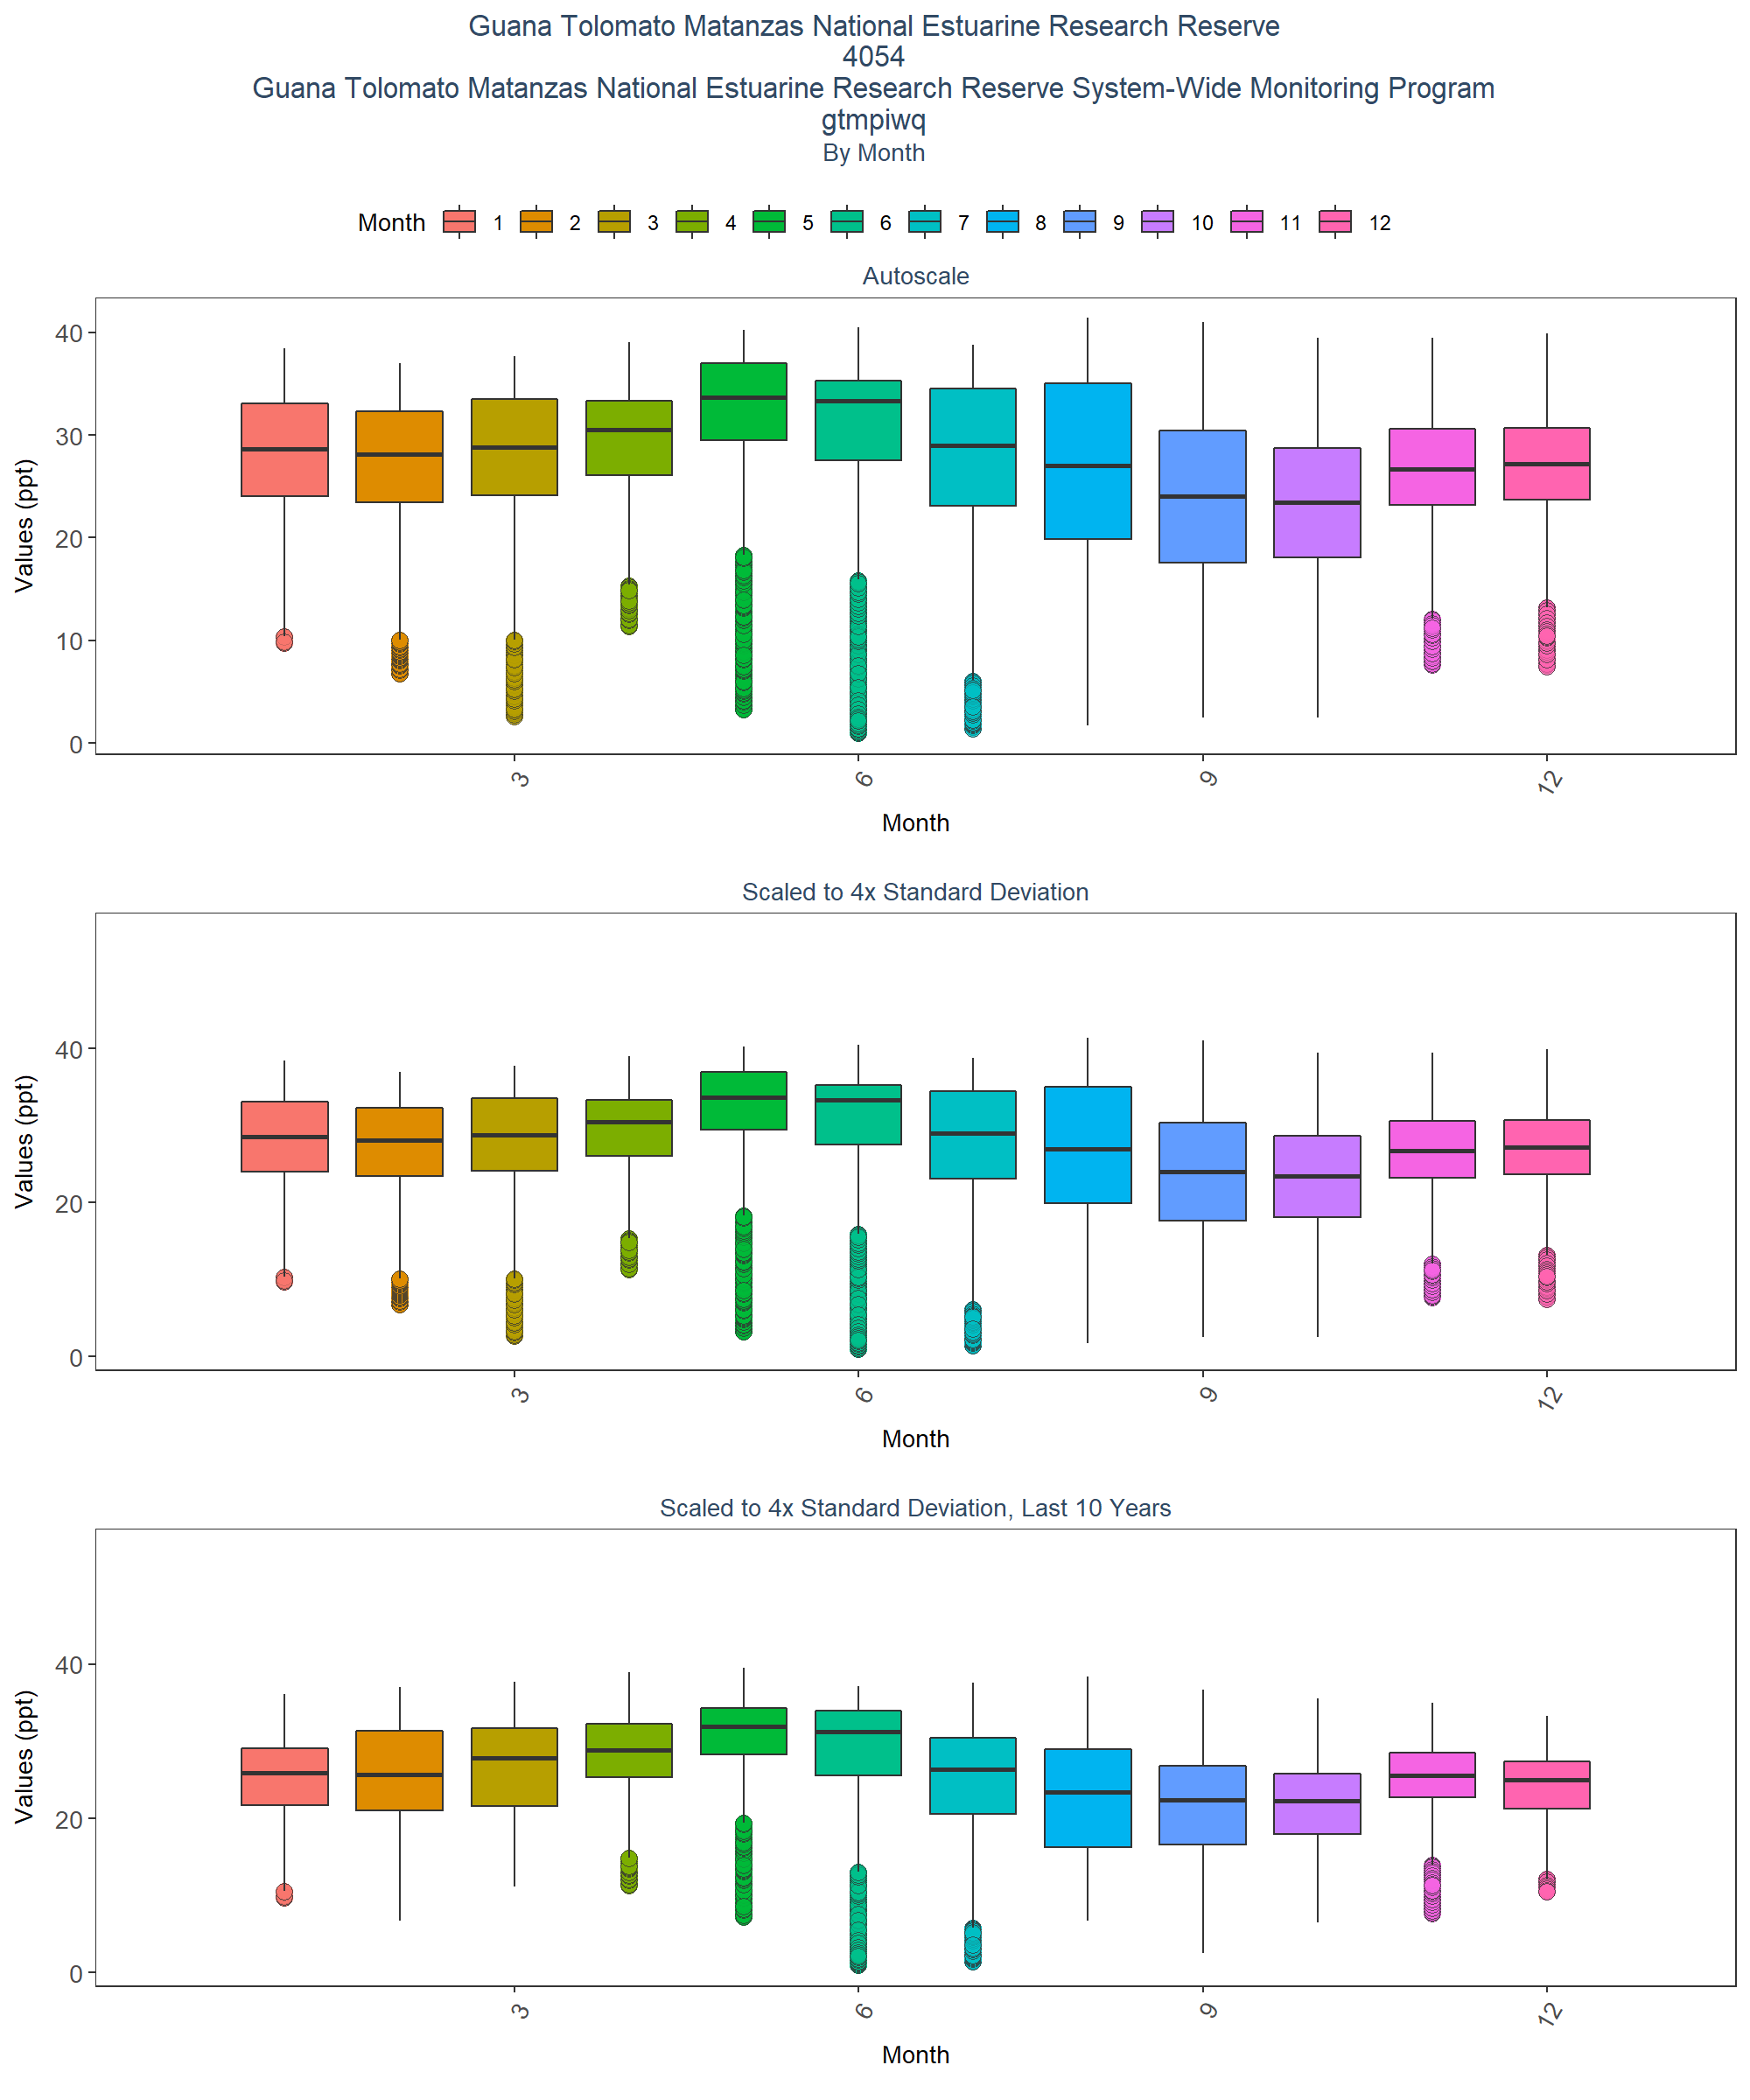 Guana Tolomato Matanzas National Estuarine Research Reserve
4054
Guana Tolomato Matanzas National Estuarine Research Reserve System-Wide Monitoring Program
gtmpiwq
By Month
Month 1 2 3 4 5 6 7 8 9 10 11 12
Autoscale
Values (ppt)
40
30
20
10
0
3 6 9 12
Month
Scaled to 4x Standard Deviation
Values (ppt)
40
20
0
3 6 9 12
Month
Scaled to 4x Standard Deviation, Last 10 Years
Values (ppt)
40
20
0
3 6 9 12
Month